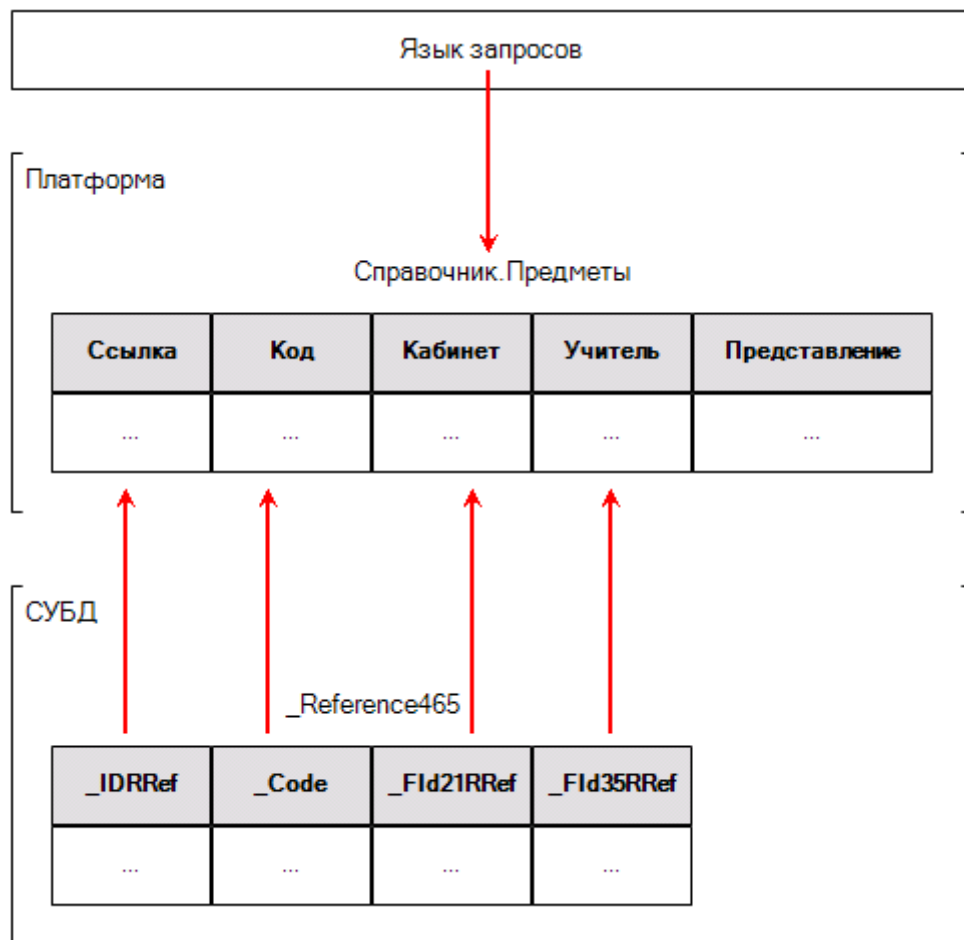 Язык запросов
Платформа
Справочник.Предметы
Ссылка Код Кабинет Учитель Представление
... ... ... ... ...
СУБД
_Reference465
_IDRRef _Code _Fld21RRef _Fld35RRef
... ... ... ...